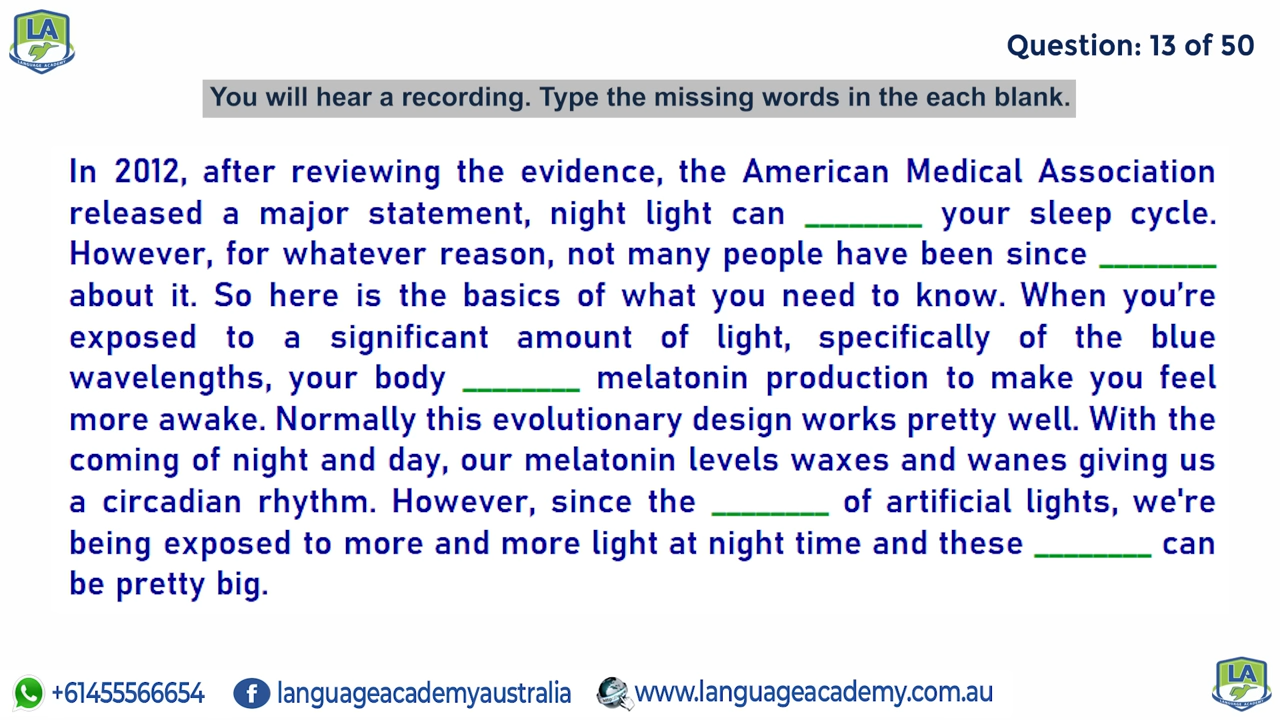 LA
LANGUAGE ACADEMY
Question: 13 of 50
You will hear a recording. Type the missing words in the each blank.
In 2012, after reviewing the evidence, the American Medical Association
released a major statement, night light can ________ your sleep cycle.
However, for whatever reason, not many people have been since ________
about it. So here is the basics of what you need to know. When you’re
exposed to a significant amount of light, specifically of the blue
wavelengths, your body ________ melatonin production to make you feel
more awake. Normally this evolutionary design works pretty well. With the
coming of night and day, our melatonin levels waxes and wanes giving us
a circadian rhythm. However, since the ________ of artificial lights, we're
being exposed to more and more light at night time and these ________ can
be pretty big.
+61455566654 f languageacademyaustralia www.languageacademy.com.au
LA
LANGUAGE ACADEMY